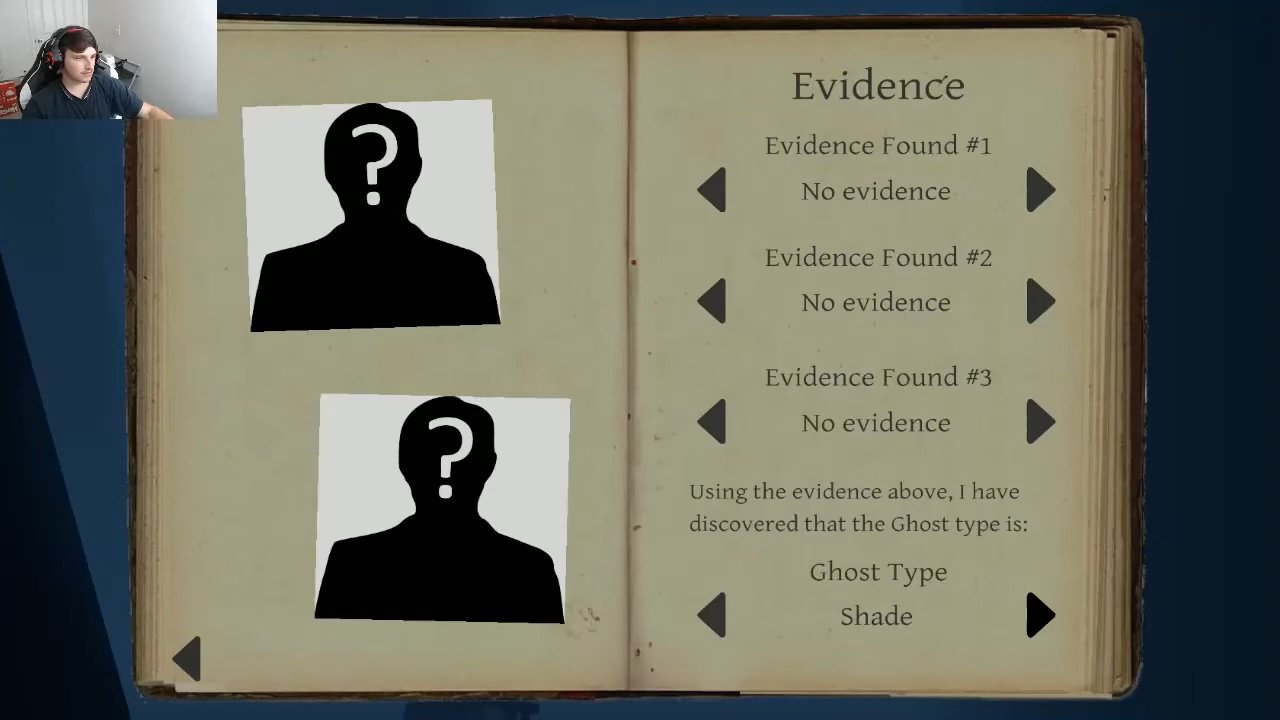 ?
?
Evidence
Evidence Found #1
No evidence
Evidence Found #2
No evidence
Evidence Found #3
No evidence
Using the evidence above, I have
discovered that the Ghost type is:
Ghost Type
Shade